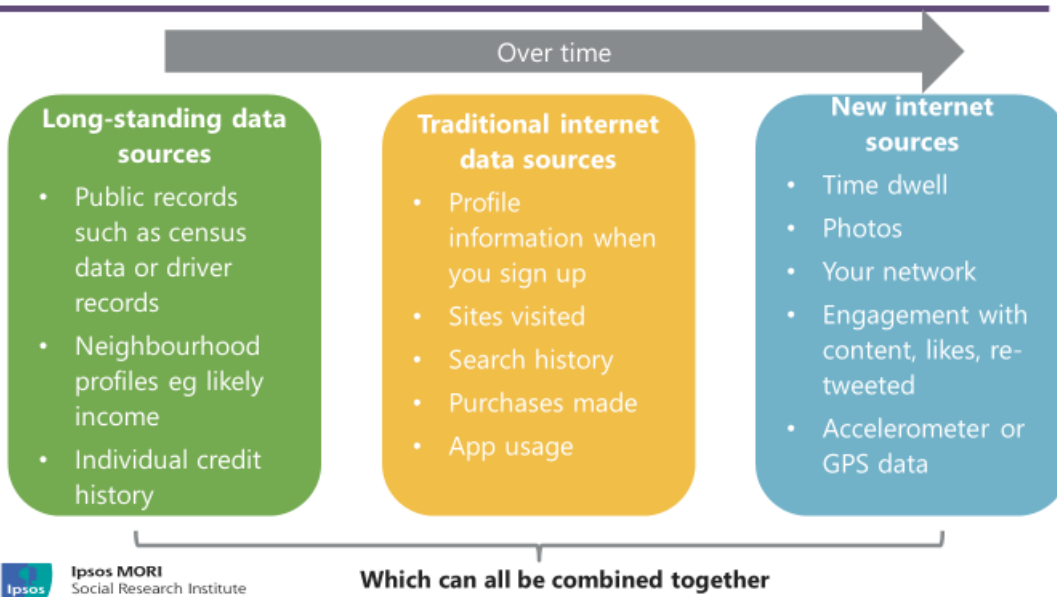 Over time
Long-standing data
sources
• Public records
such as census
data or driver
records
• Neighbourhood
profiles eg likely
income
• Individual credit
history
Traditional internet
data sources
• Profile
information when
you sign up
• Sites visited
• Search history
• Purchases made
• App usage
New internet
sources
• Time dwell
• Photos
• Your network
• Engagement with
content, likes, re-
tweeted
• Accelerometer or
GPS data
Which can all be combined together
Ipsos
Ipsos MORI
Social Research Institute